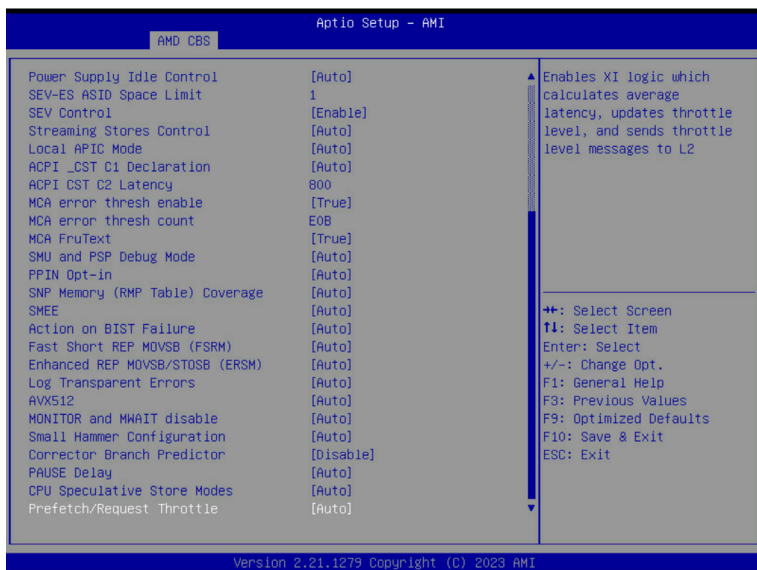 Aptio Setup – AMI
AMD CBS
Power Supply Idle Control [Auto]
SEV-ES ASID Space Limit 1
SEV Control [Enable]
Streaming Stores Control [Auto]
Local APIC Mode [Auto]
ACPI _CST C1 Declaration [Auto]
ACPI CST C2 Latency 800
MCA error thresh enable [True]
MCA error thresh count E0B
MCA FruText [True]
SMU and PSP Debug Mode [Auto]
PPIN Opt-in [Auto]
SNP Memory (RMP Table) Coverage [Auto]
SMEE [Auto]
Action on BIST Failure [Auto]
Fast Short REP MOVSB (FSRM) [Auto]
Enhanced REP MOVSB/STOSB (ERSM) [Auto]
Log Transparent Errors [Auto]
AVX512 [Auto]
MONITOR and MWAIT disable [Auto]
Small Hammer Configuration [Auto]
Corrector Branch Predictor [Disable]
PAUSE Delay [Auto]
CPU Speculative Store Modes [Auto]
Prefetch/Request Throttle [Auto]
Enables XI logic which
calculates average
latency, updates throttle
level, and sends throttle
level messages to L2
→←: Select Screen
↑↓: Select Item
Enter: Select
+/-: Change Opt.
F1: General Help
F3: Previous Values
F9: Optimized Defaults
F10: Save & Exit
ESC: Exit
Version 2.21.1279 Copyright (C) 2023 AMI